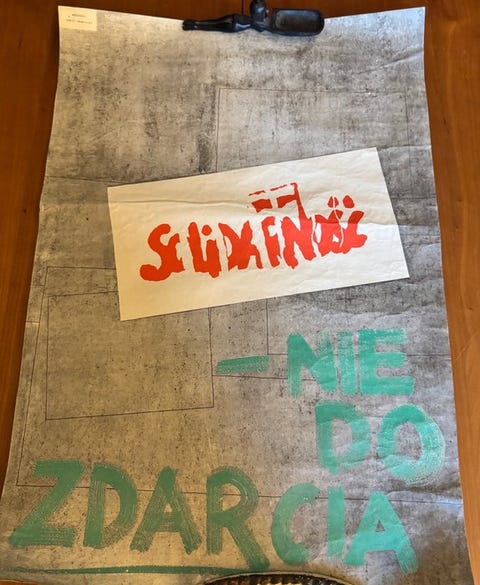 SOLIDARNOŚĆ
– NIE
DO
ZDARCIA